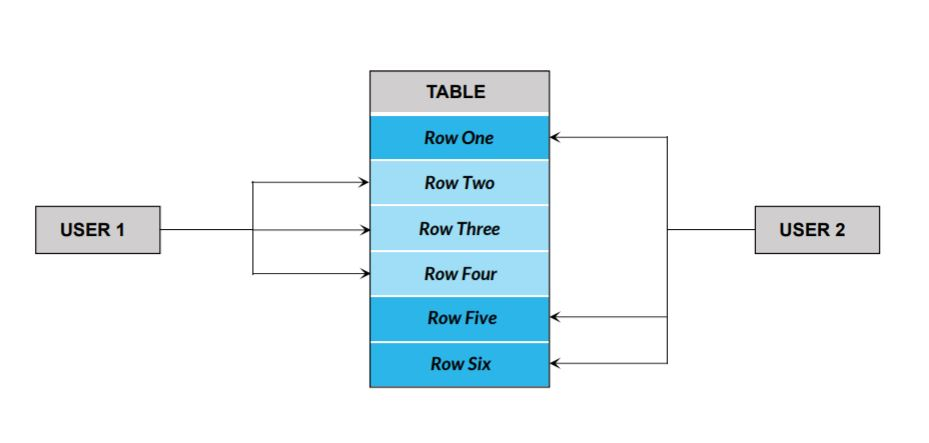 TABLE
Row One
Row Two
USER 1
Row Three
USER 2
Row Four
Row Five
Row Six